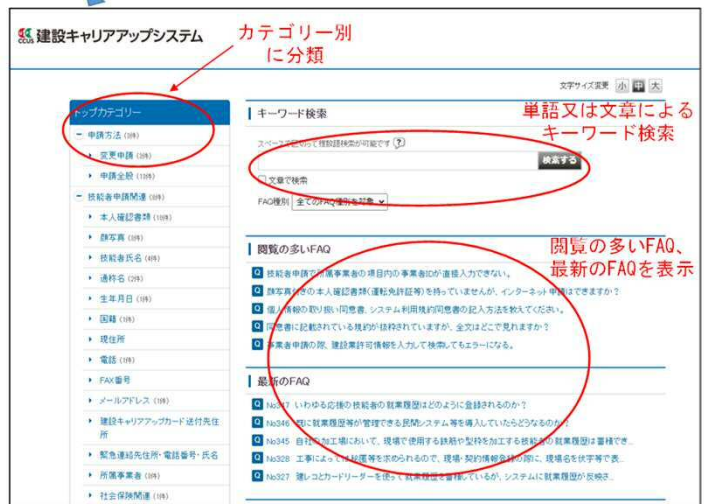 CCUS 建設キャリアアップシステム
カテゴリー別
に分類
文字サイズ変更 小 中 大
トップカテゴリー
申請方法
変更申請
申請全般
技能者申請関連
本人確認書類
顔写真
技能者氏名
通称名
生年月日
国籍
現住所
電話
FAX番号
メールアドレス
建設キャリアアップカード送付先住
所
緊急連絡先住所・電話番号・氏名
所属事業者
社会保険関連
キーワード検索
単語又は文章による
キーワード検索
スペースで区切って複数語検索が可能です ?
検索する
文章で検索
FAQ種別 全てのFAQ種別を対象
閲覧の多いFAQ
閲覧の多いFAQ、
最新のFAQを表示
Q 技能者申請で所属事業者の項目内の事業者IDが直接入力できない。
Q 顔写真付きの本人確認書類(運転免許証等)を持っていませんが、インターネット申請はできますか？
Q 個人情報の取り扱い同意書、システム利用規約同意書の記入方法を教えてください。
Q 同意書に記載されている規約が抜粋されていますが、全文はどこで見れますか？
Q 事業者申請の際、建設業許可情報を入力して検索してもエラーになる。
最新のFAQ
Q No347 いわゆる応援の技能者の就業履歴はどのように登録されるのか？
Q No346 既に就業履歴等が管理できる民間システム等を導入していたらどうなるのか？
Q No345 自社の加工場において、現場で使用する鉄筋や型枠を加工する技能者の就業履歴は蓄積でき..
Q No328 工事によっては秘匿等を求められるので、現場・契約情報登録の際に、現場名を伏字等で表..
Q No327 建レコとカードリーダーを使って就業履歴を蓄積しているが、システムに就業履歴が反映さ..